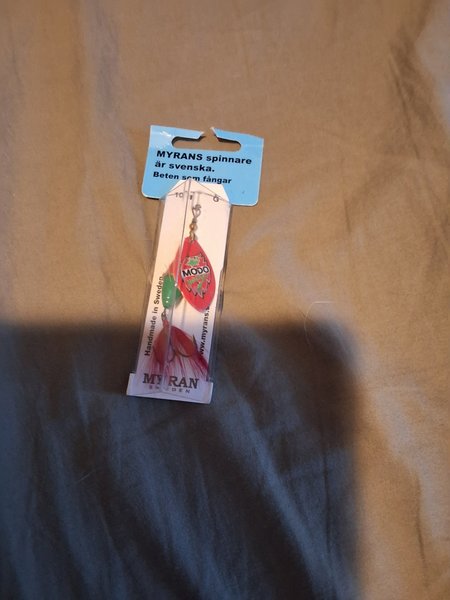 MYRANS spinnare
är svenska.
Beten som fångar
10
G
MODO
Handmade in Sweden
www.myrans.
MYRAN
SWEDEN